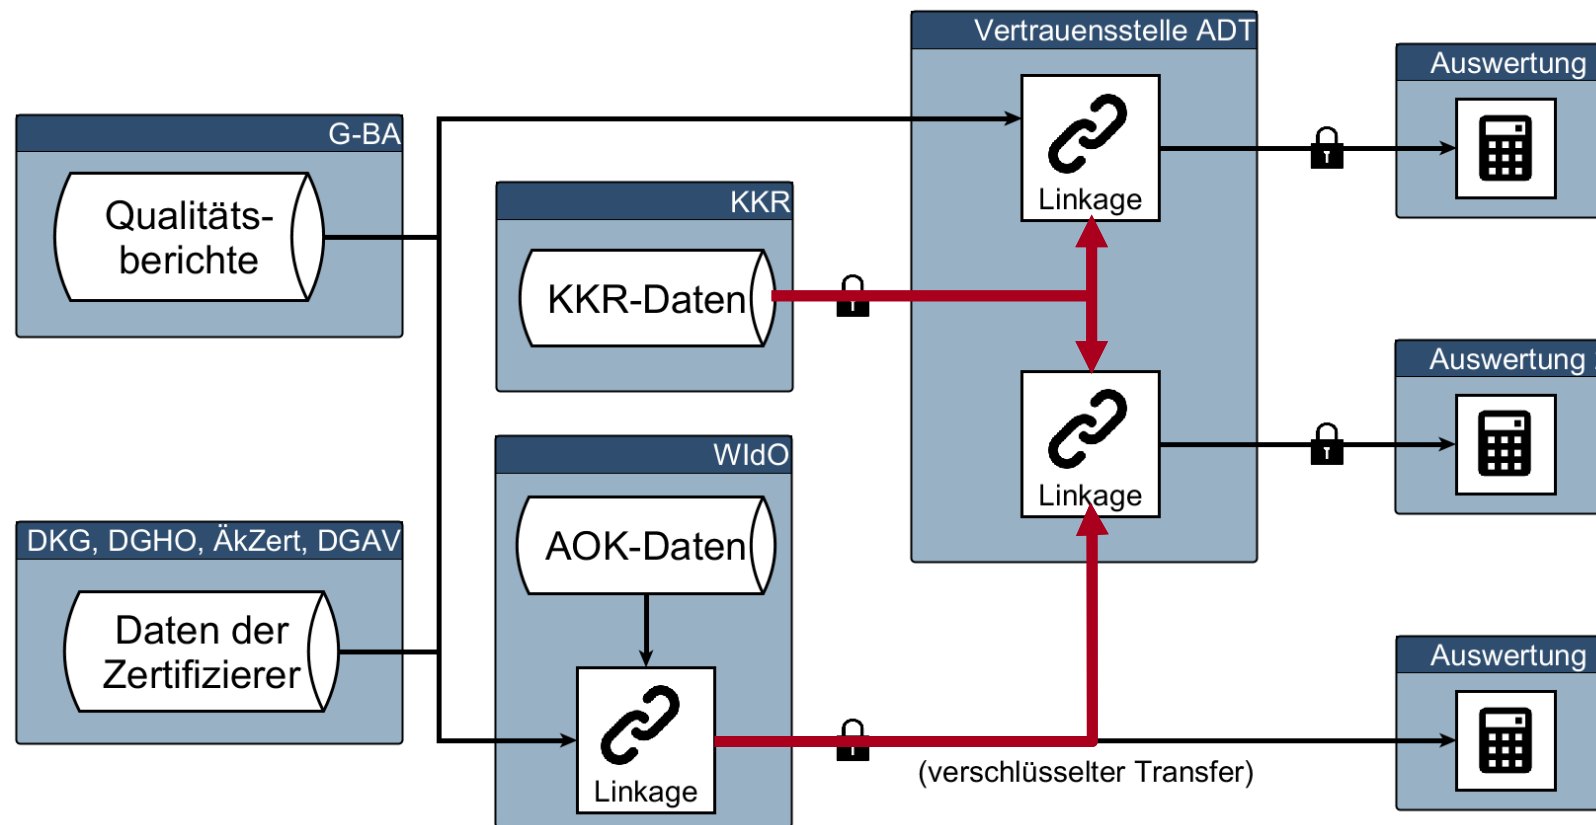 Vertrauensstelle ADT
Auswertung
G-BA
Qualitäts-
berichte
Linkage
KKR
KKR-Daten
Auswertung
Linkage
WIdO
AOK-Daten
DKG, DGHO, ÄkZert, DGAV
Daten der
Zertifizierer
Auswertung
Linkage
(verschlüsselter Transfer)